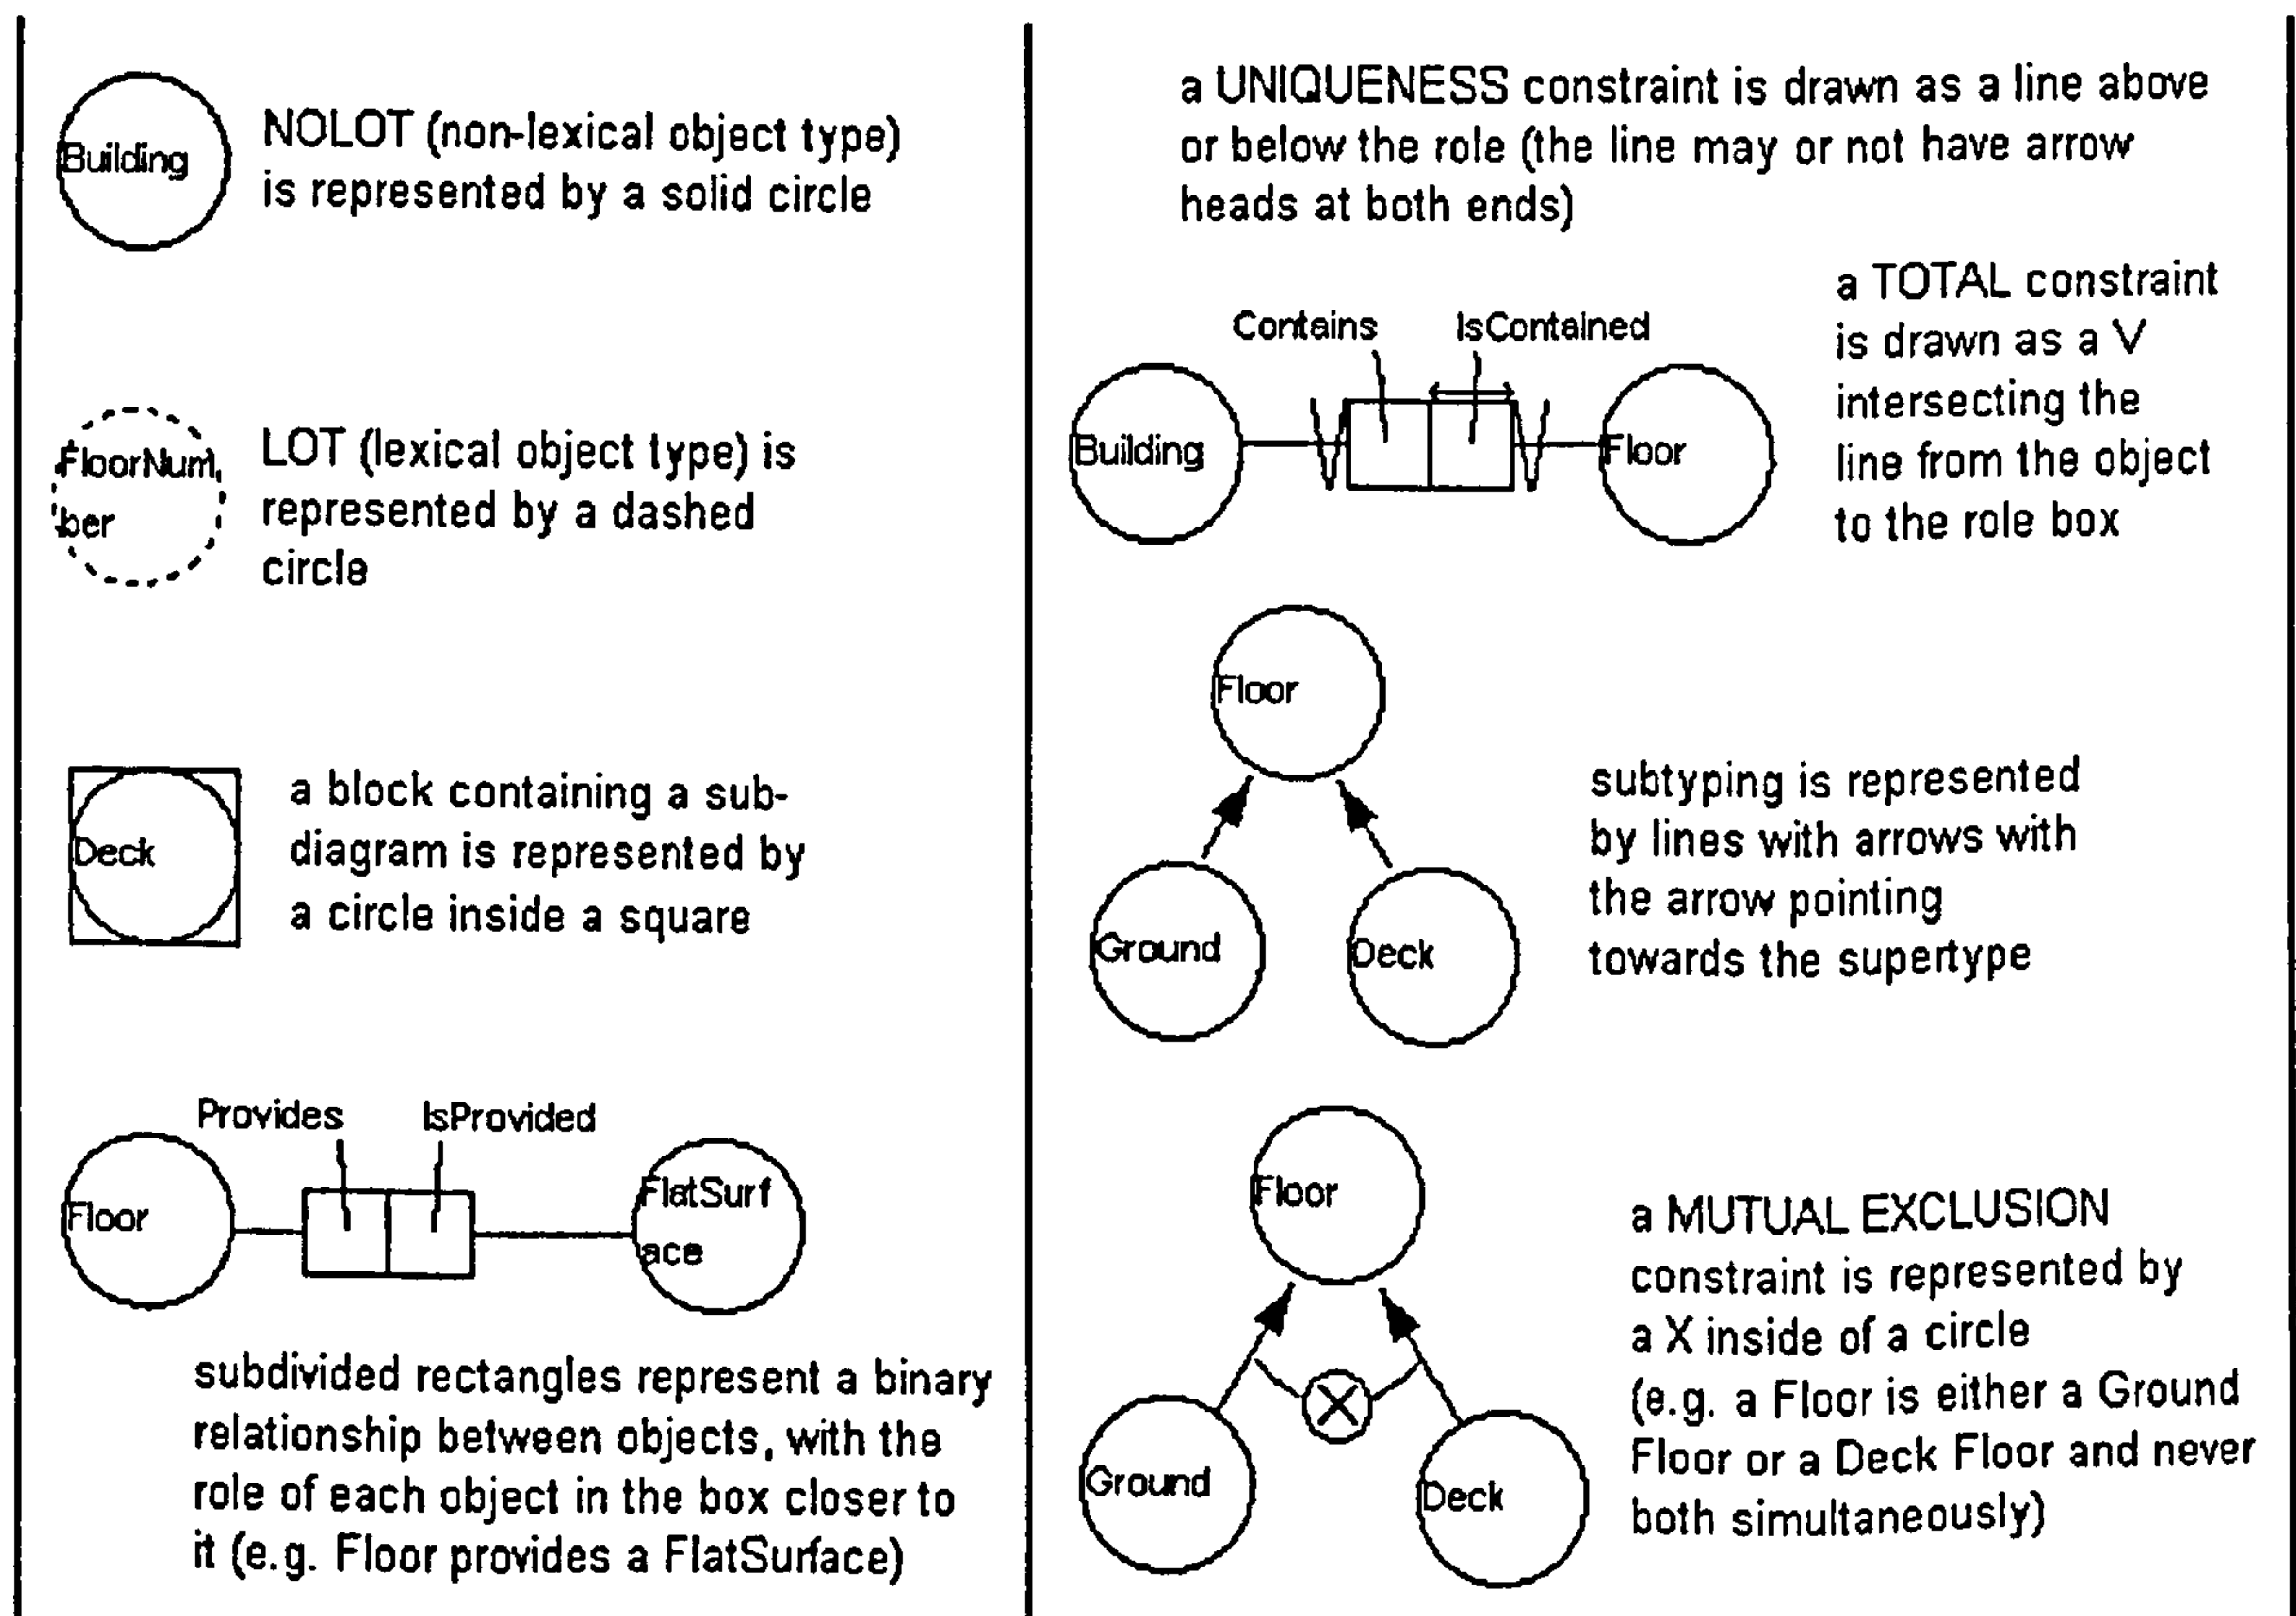 Building
NOLOT (non-lexical object type)
is represented by a solid circle
FloorNum
ber
LOT (lexical object type) is
represented by a dashed
circle
Deck
a block containing a sub-
diagram is represented by
a circle inside a square
Provides IsProvided
Floor
FlatSurf
ace
subdivided rectangles represent a binary
relationship between objects, with the
role of each object in the box closer to
it (e.g. Floor provides a FlatSurface)
a UNIQUENESS constraint is drawn as a line above
or below the role (the line may or not have arrow
heads at both ends)
Contains IsContained
Building
Floor
a TOTAL constraint
is drawn as a V
intersecting the
line from the object
to the role box
Floor
Ground
Deck
subtyping is represented
by lines with arrows with
the arrow pointing
towards the supertype
Floor
Ground
Deck
a MUTUAL EXCLUSION
constraint is represented by
a X inside of a circle
(e.g. a Floor is either a Ground
Floor or a Deck Floor and never
both simultaneously)